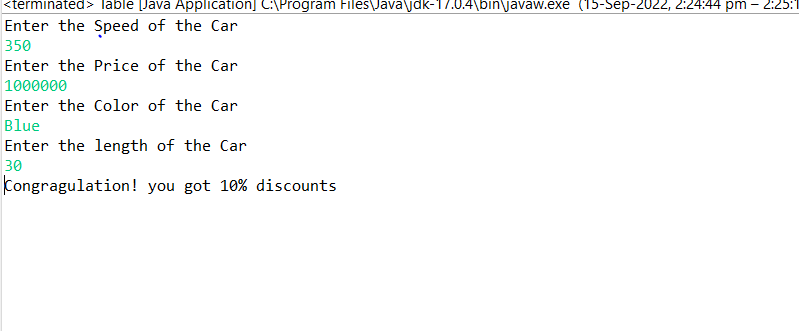 <terminated> Table [Java Application] C:\Program Files\Java\jdk-17.0.4\bin\javaw.exe (15-Sep-2022, 2:24:44 pm – 2:25:1
Enter the Speed of the Car
350
Enter the Price of the Car
1000000
Enter the Color of the Car
Blue
Enter the length of the Car
30
Congragulation! you got 10% discounts